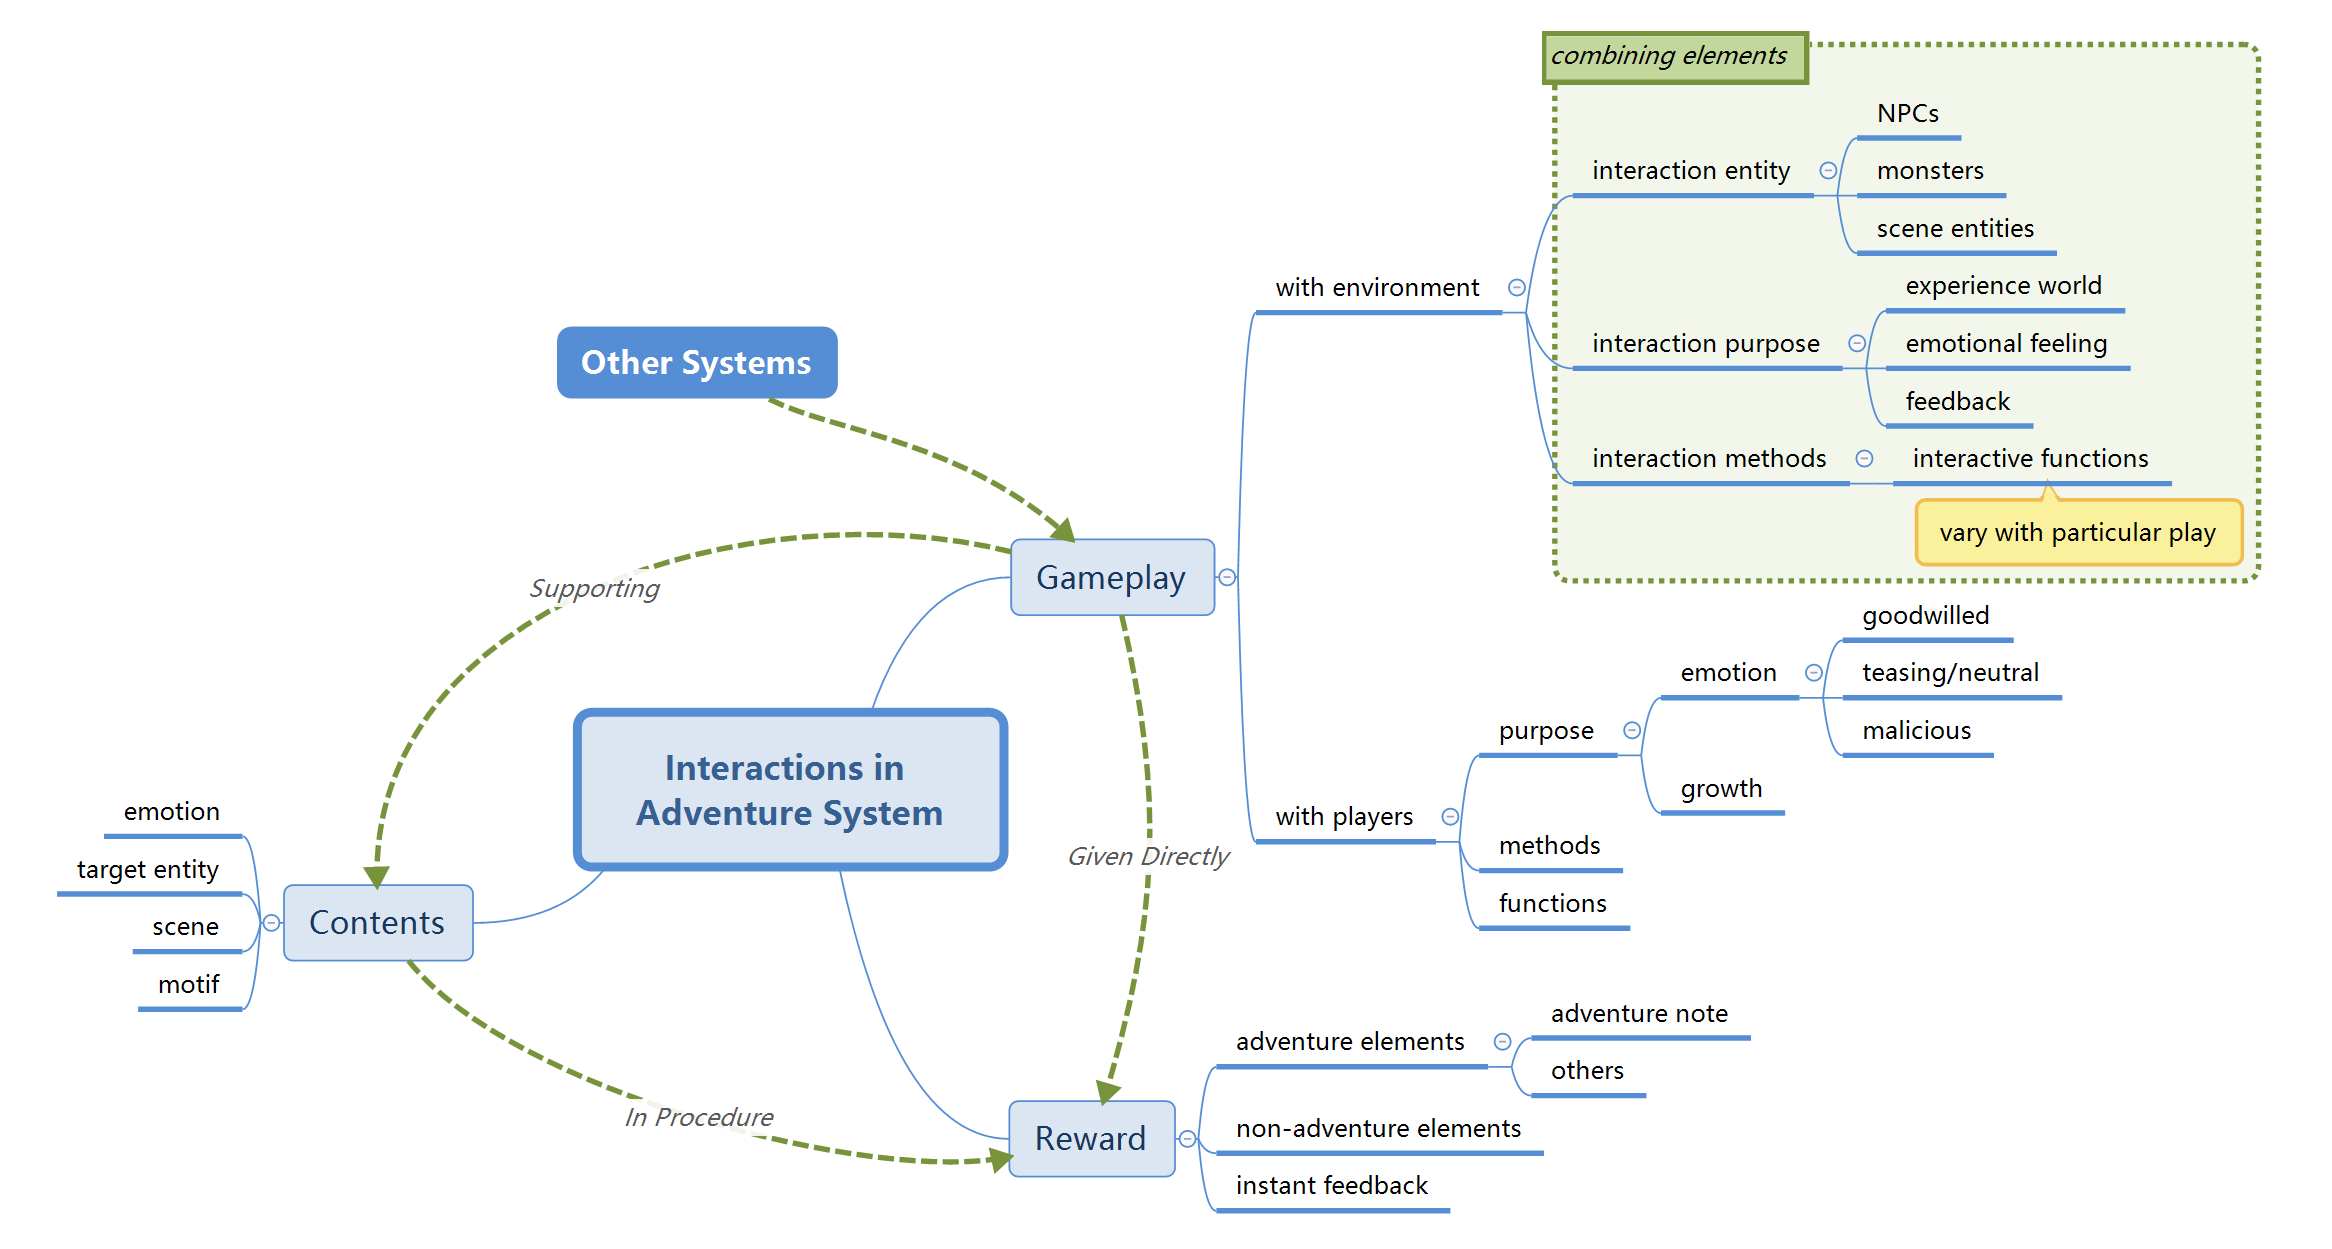 combining elements
NPCs
interaction entity
monsters
scene entities
with environment
experience world
interaction purpose
emotional feeling
feedback
interaction methods
interactive functions
vary with particular play
Other Systems
Supporting
Gameplay
goodwilled
emotion
teasing/neutral
purpose
malicious
growth
with players
methods
functions
Interactions in
Adventure System
Given Directly
emotion
target entity
Contents
scene
motif
In Procedure
adventure note
adventure elements
others
Reward
non-adventure elements
instant feedback